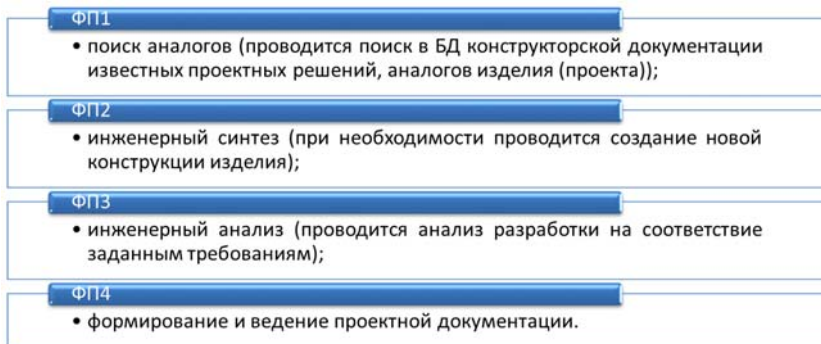 ФП1
• поиск аналогов (проводится поиск в БД конструкторской документации
известных проектных решений, аналогов изделия (проекта));
ФП2
• инженерный синтез (при необходимости проводится создание новой
конструкции изделия);
ФП3
• инженерный анализ (проводится анализ разработки на соответствие
заданным требованиям);
ФП4
• формирование и ведение проектной документации.